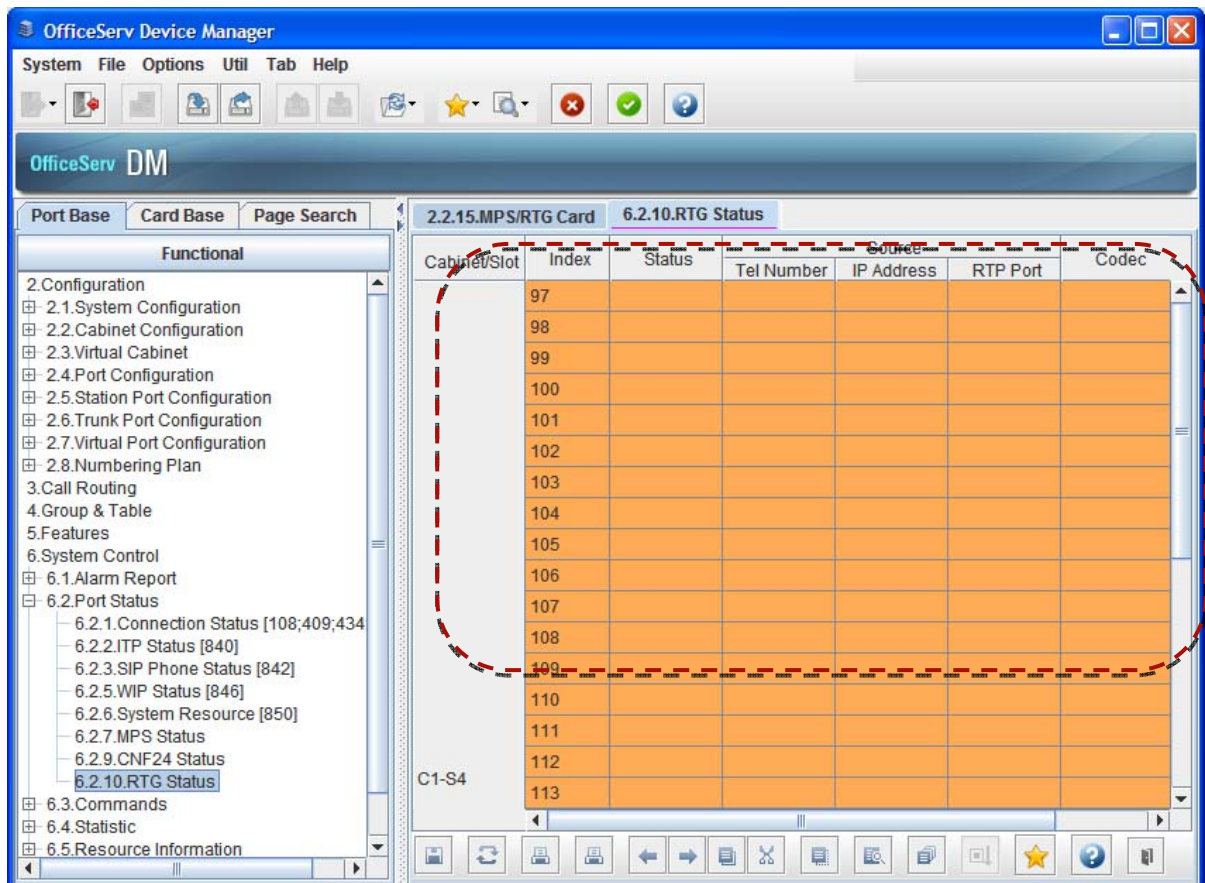 OfficeServ Device Manager
System File Options Util Tab Help
OfficeServ DM
Port Base Card Base Page Search
Functional
2.Configuration
2.1.System Configuration
2.2.Cabinet Configuration
2.3.Virtual Cabinet
2.4.Port Configuration
2.5.Station Port Configuration
2.6.Trunk Port Configuration
2.7.Virtual Port Configuration
2.8.Numbering Plan
3.Call Routing
4.Group & Table
5.Features
6.System Control
6.1.Alarm Report
6.2.Port Status
6.2.1.Connection Status [108;409;434
6.2.2.ITP Status [840]
6.2.3.SIP Phone Status [842]
6.2.5.WIP Status [846]
6.2.6.System Resource [850]
6.2.7.MPS Status
6.2.9.CNF24 Status
6.2.10.RTG Status
6.3.Commands
6.4.Statistic
6.5.Resource Information
2.2.15.MPS/RTG Card 6.2.10.RTG Status
Cabinet/Slot Index Status Source Codec
Tel Number IP Address RTP Port
97
98
99
100
101
102
103
104
105
106
107
108
109
110
111
112
C1-S4
113